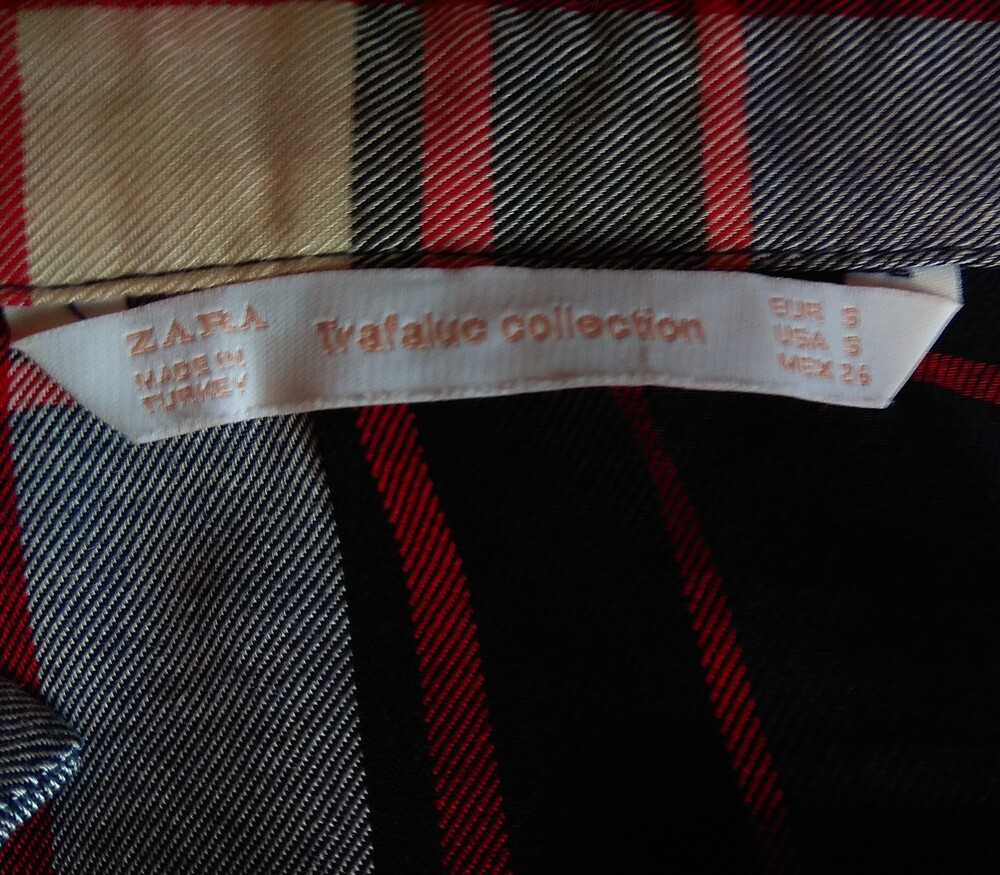 ZARA
MADE IN
TURKEY
Trafaluc collection
EUR S
USA S
MEX 26